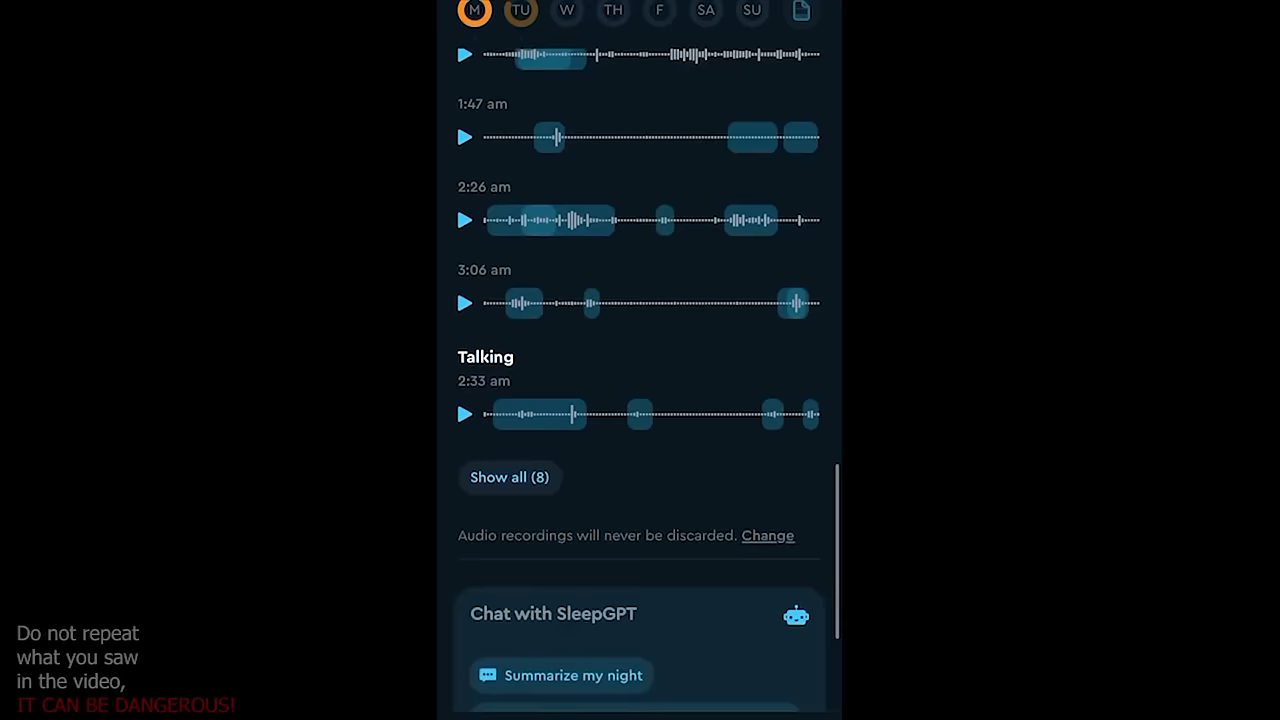 M TU W TH F SA SU
1:47 am
2:26 am
3:06 am
Talking
2:33 am
Show all (8)
Audio recordings will never be discarded. Change
Chat with SleepGPT
Summarize my night
Do not repeat
what you saw
in the video,
IT CAN BE DANGEROUS!